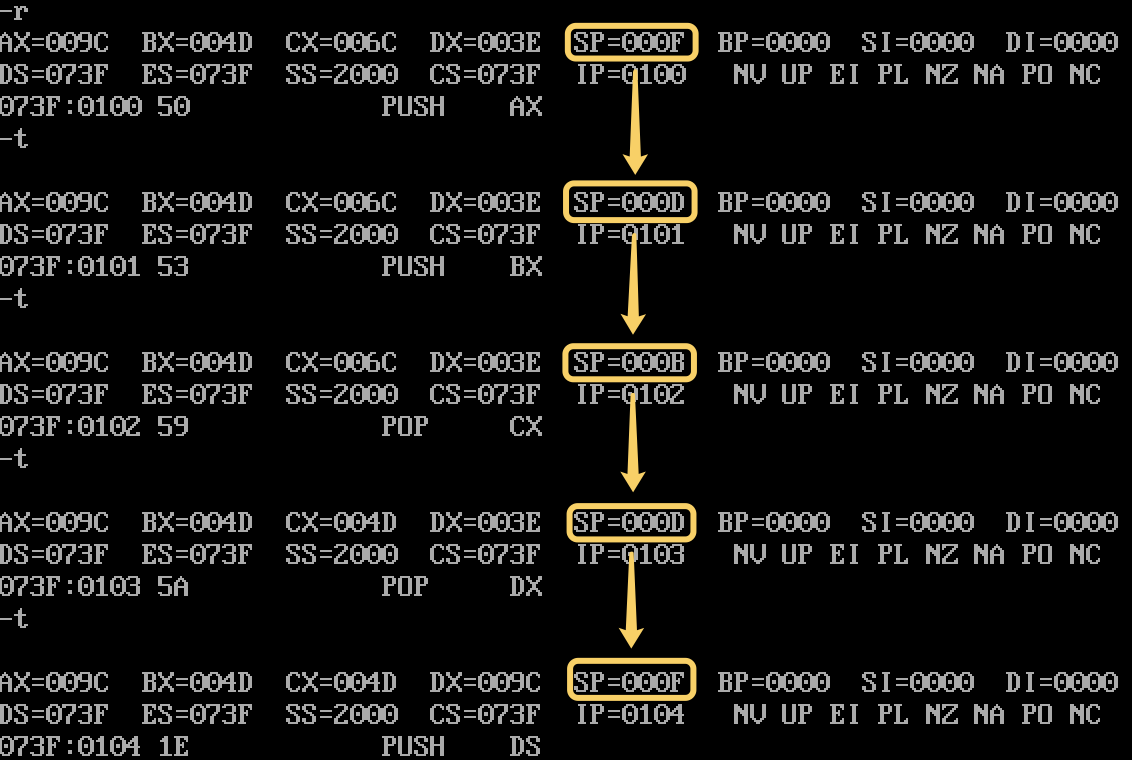 -r
AX=009C  BX=004D  CX=006C  DX=003E  SP=000F  BP=0000  SI=0000  DI=0000
DS=073F  ES=073F  SS=2000  CS=073F  IP=0100   NV UP EI PL NZ NA PO NC
073F:0100 50            PUSH    AX
-t
AX=009C  BX=004D  CX=006C  DX=003E  SP=000D  BP=0000  SI=0000  DI=0000
DS=073F  ES=073F  SS=2000  CS=073F  IP=0101   NV UP EI PL NZ NA PO NC
073F:0101 53            PUSH    BX
-t
AX=009C  BX=004D  CX=006C  DX=003E  SP=000B  BP=0000  SI=0000  DI=0000
DS=073F  ES=073F  SS=2000  CS=073F  IP=0102   NV UP EI PL NZ NA PO NC
073F:0102 59            POP     CX
-t
AX=009C  BX=004D  CX=004D  DX=003E  SP=000D  BP=0000  SI=0000  DI=0000
DS=073F  ES=073F  SS=2000  CS=073F  IP=0103   NV UP EI PL NZ NA PO NC
073F:0103 5A            POP     DX
-t
AX=009C  BX=004D  CX=004D  DX=009C  SP=000F  BP=0000  SI=0000  DI=0000
DS=073F  ES=073F  SS=2000  CS=073F  IP=0104   NV UP EI PL NZ NA PO NC
073F:0104 1E            PUSH    DS